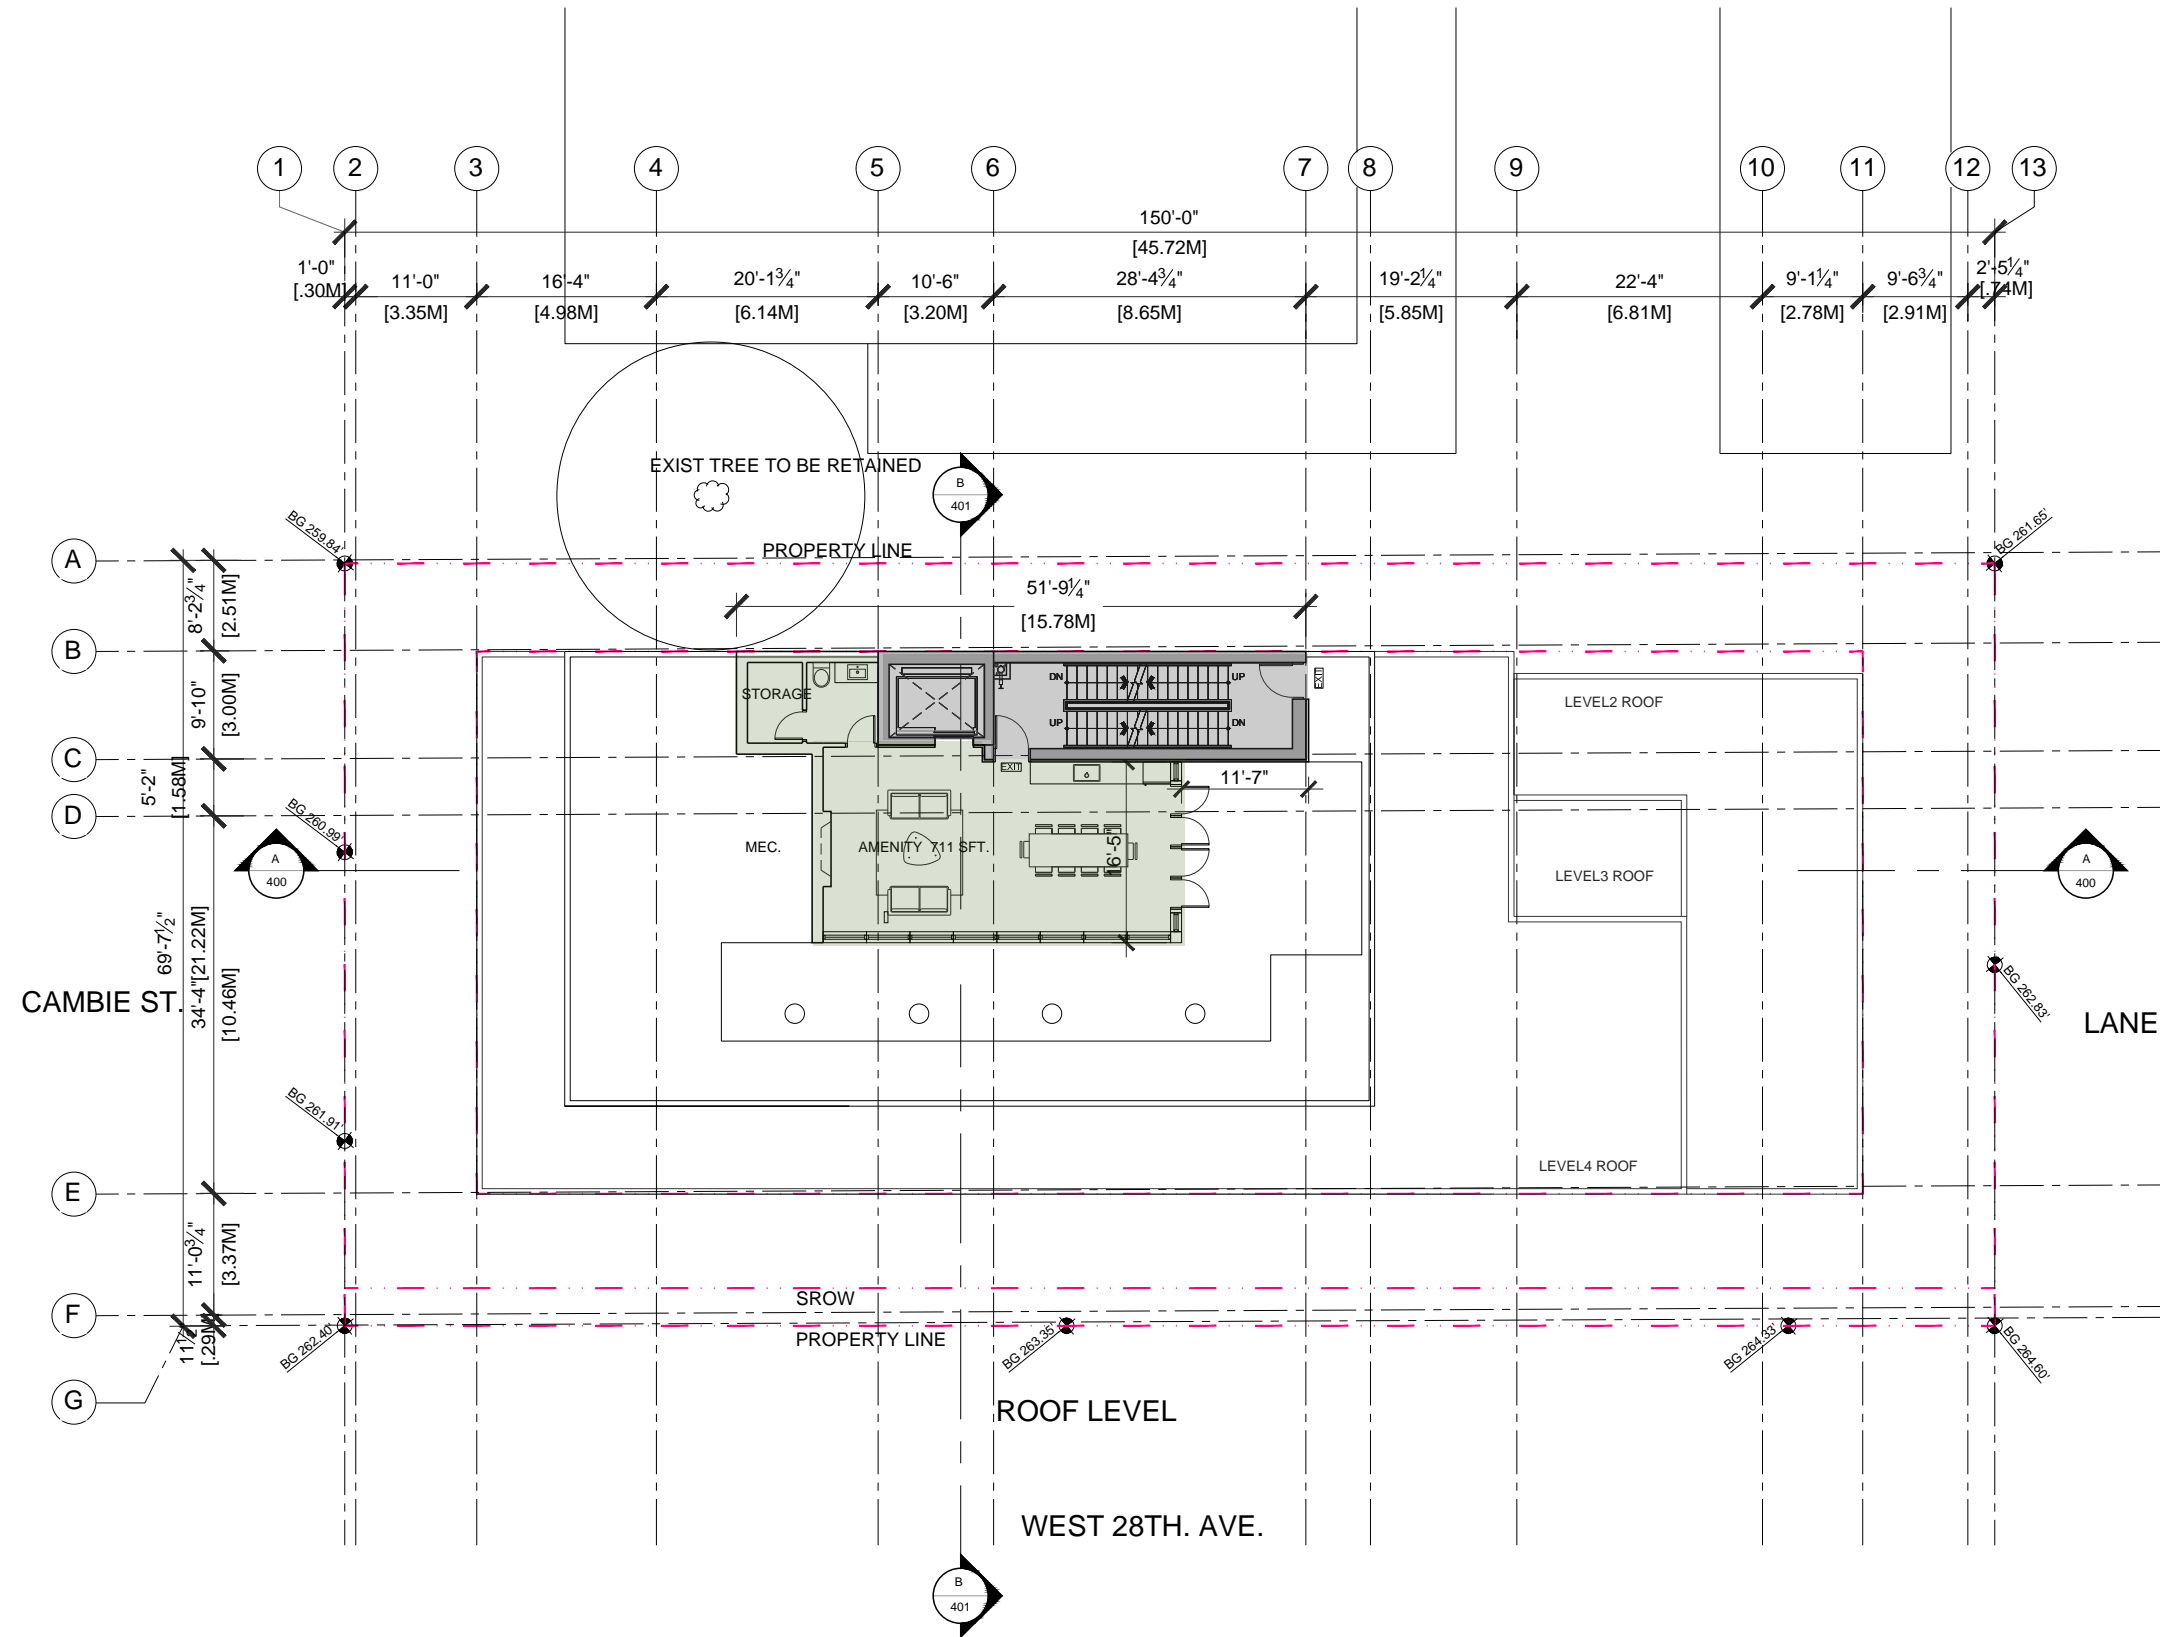 1 2 3 4 5 6 7 8 9 10 11 12 13
150'-0"
[45.72M]
1'-0" 11'-0" 16'-4" 20'-1¾" 10'-6" 28'-4¾" 19'-2¼" 22'-4" 9'-1¼" 9'-6¾" 2'-5¼"
[.30M] [3.35M] [4.98M] [6.14M] [3.20M] [8.65M] [5.85M] [6.81M] [2.78M] [2.91M] [.74M]
EXIST TREE TO BE RETAINED
B
401
BG 259.84'
BG 261.65'
PROPERTY LINE
A
8'-2¾"
[2.51M]
51'-9¼"
[15.78M]
B
9'-10"
[3.00M]
STORAGE
DN
UP
UP
DN
EXIT
EXIT
LEVEL2 ROOF
C
5'-2"
[1.58M]
11'-7"
D
BG 260.99'
MEC.
AMENITY 711 SFT.
16'-5"
LEVEL3 ROOF
A
400
A
400
69'-7½"
[21.22M]
34'-4"
[10.46M]
CAMBIE ST.
BG 262.83'
LANE
BG 261.91'
LEVEL4 ROOF
E
11'-0¾"
[3.37M]
SROW
F
11½"
[.29M]
BG 262.40'
PROPERTY LINE
BG 263.35'
BG 264.33'
BG 264.60'
G
ROOF LEVEL
WEST 28TH. AVE.
B
401